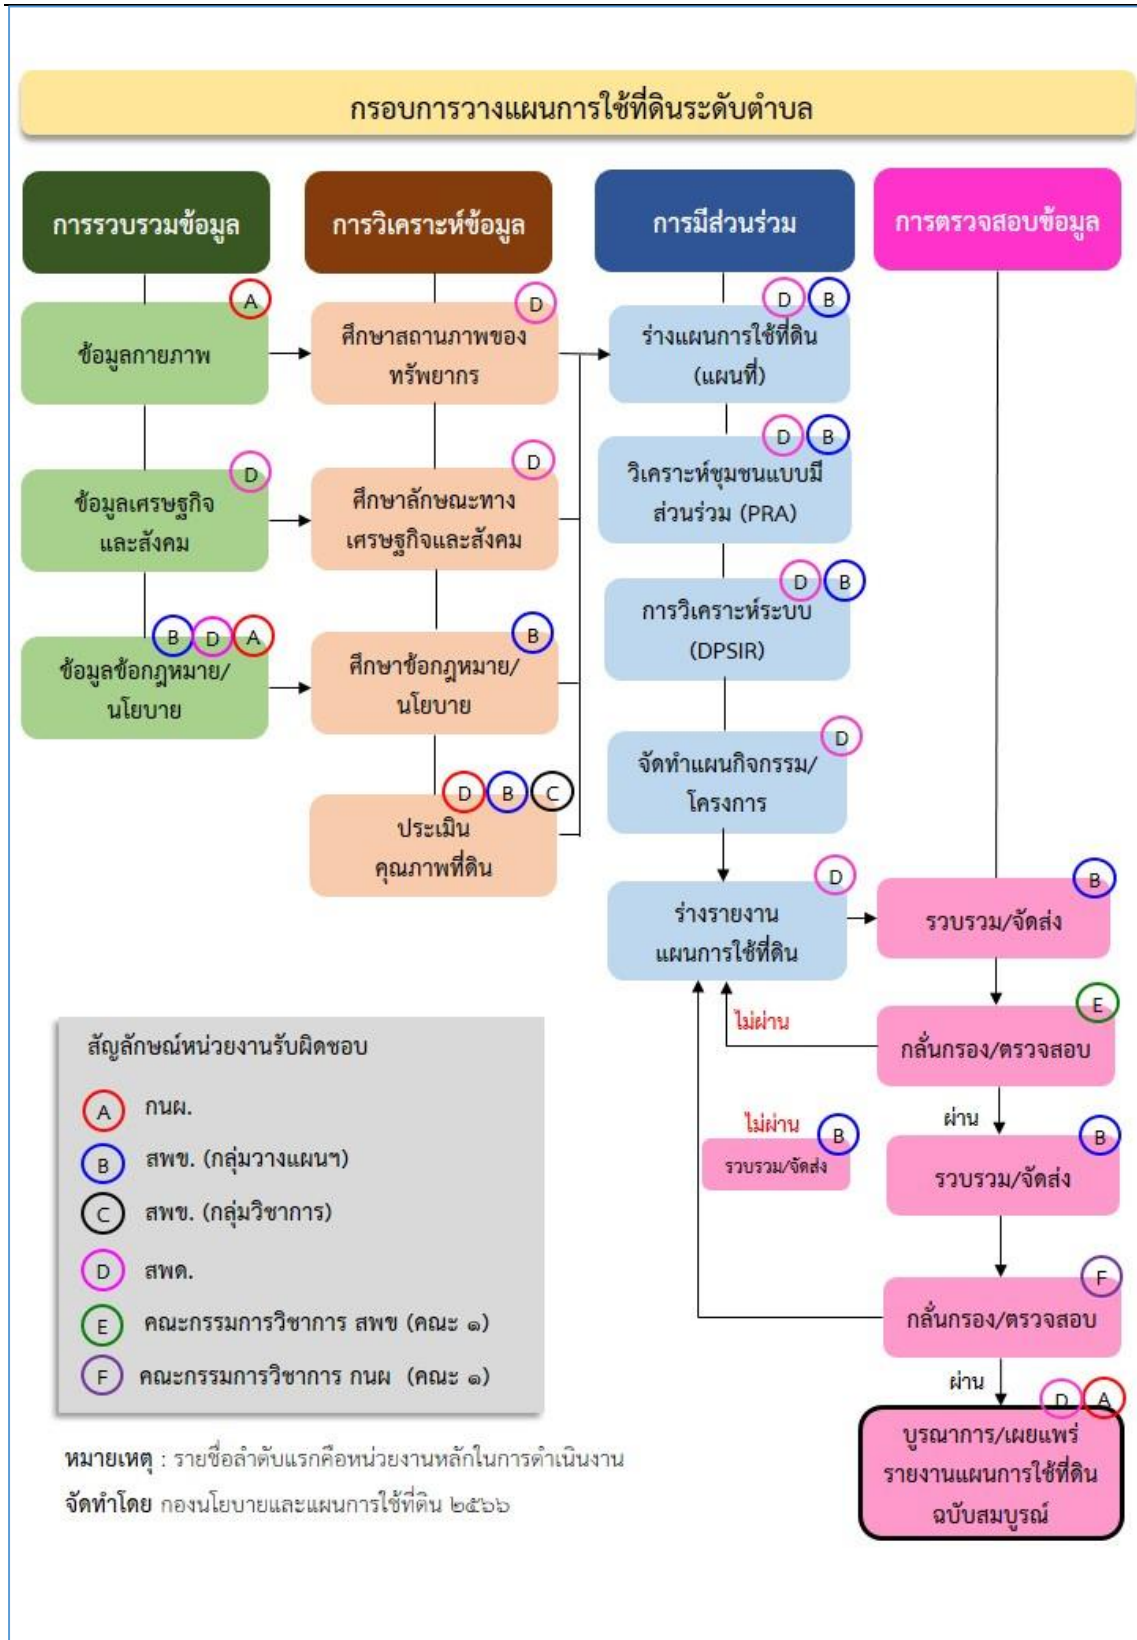 กรอบการวางแผนการใช้ที่ดินระดับตำบล
การรวบรวมข้อมูล
A
ข้อมูลกายภาพ
D
ข้อมูลเศรษฐกิจ
และสังคม
B D A
ข้อมูลข้อกฎหมาย/
นโยบาย
การวิเคราะห์ข้อมูล
D
ศึกษาสถานภาพของ
ทรัพยากร
D
ศึกษาลักษณะทาง
เศรษฐกิจและสังคม
B
ศึกษาข้อกฎหมาย/
นโยบาย
D B C
ประเมิน
คุณภาพที่ดิน
การมีส่วนร่วม
D B
ร่างแผนการใช้ที่ดิน
(แผนที่)
D B
วิเคราะห์ชุมชนแบบมี
ส่วนร่วม (PRA)
D B
การวิเคราะห์ระบบ
(DPSIR)
D
จัดทำแผนกิจกรรม/
โครงการ
D
ร่างรายงาน
แผนการใช้ที่ดิน
การตรวจสอบข้อมูล
B
รวบรวม/จัดส่ง
E
กลั่นกรอง/ตรวจสอบ
ไม่ผ่าน
ผ่าน
B
รวบรวม/จัดส่ง
ไม่ผ่าน
B
รวบรวม/จัดส่ง
F
กลั่นกรอง/ตรวจสอบ
ผ่าน
D A
บูรณาการ/เผยแพร่
รายงานแผนการใช้ที่ดิน
ฉบับสมบูรณ์
สัญลักษณ์หน่วยงานรับผิดชอบ
A กนผ.
B สพข. (กลุ่มวางแผนฯ)
C สพข. (กลุ่มวิชาการ)
D สพด.
E คณะกรรมการวิชาการ สพข (คณะ ๑)
F คณะกรรมการวิชาการ กนผ (คณะ ๑)
หมายเหตุ : รายชื่อลำดับแรกคือหน่วยงานหลักในการดำเนินงาน
จัดทำโดย กองนโยบายและแผนการใช้ที่ดิน ๒๕๖๖